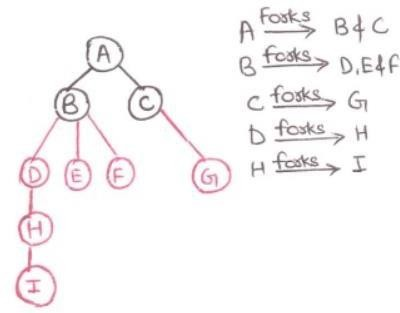 A forks → B & C
B forks → D, E & F
C forks → G
D forks → H
H forks → I
A
B C
D E F G
H
I